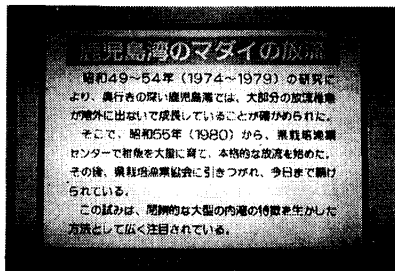 鹿児島湾のマダイの放流
昭和49～54年（1974～1979）の研究に
より、奥行きの深い鹿児島湾では、大部分の放流種苗
が湾外に出ないで成長していることが確かめられた。
そこで、昭和55年（1980）から、県栽培漁業
センターで稚魚を大量に育て、本格的な放流を始めた。
その後、県栽培漁業協会に引きつがれ、今日まで続け
られている。
この試みは、閉鎖的な大型の内湾の特徴を生かした
方法として広く注目されている。